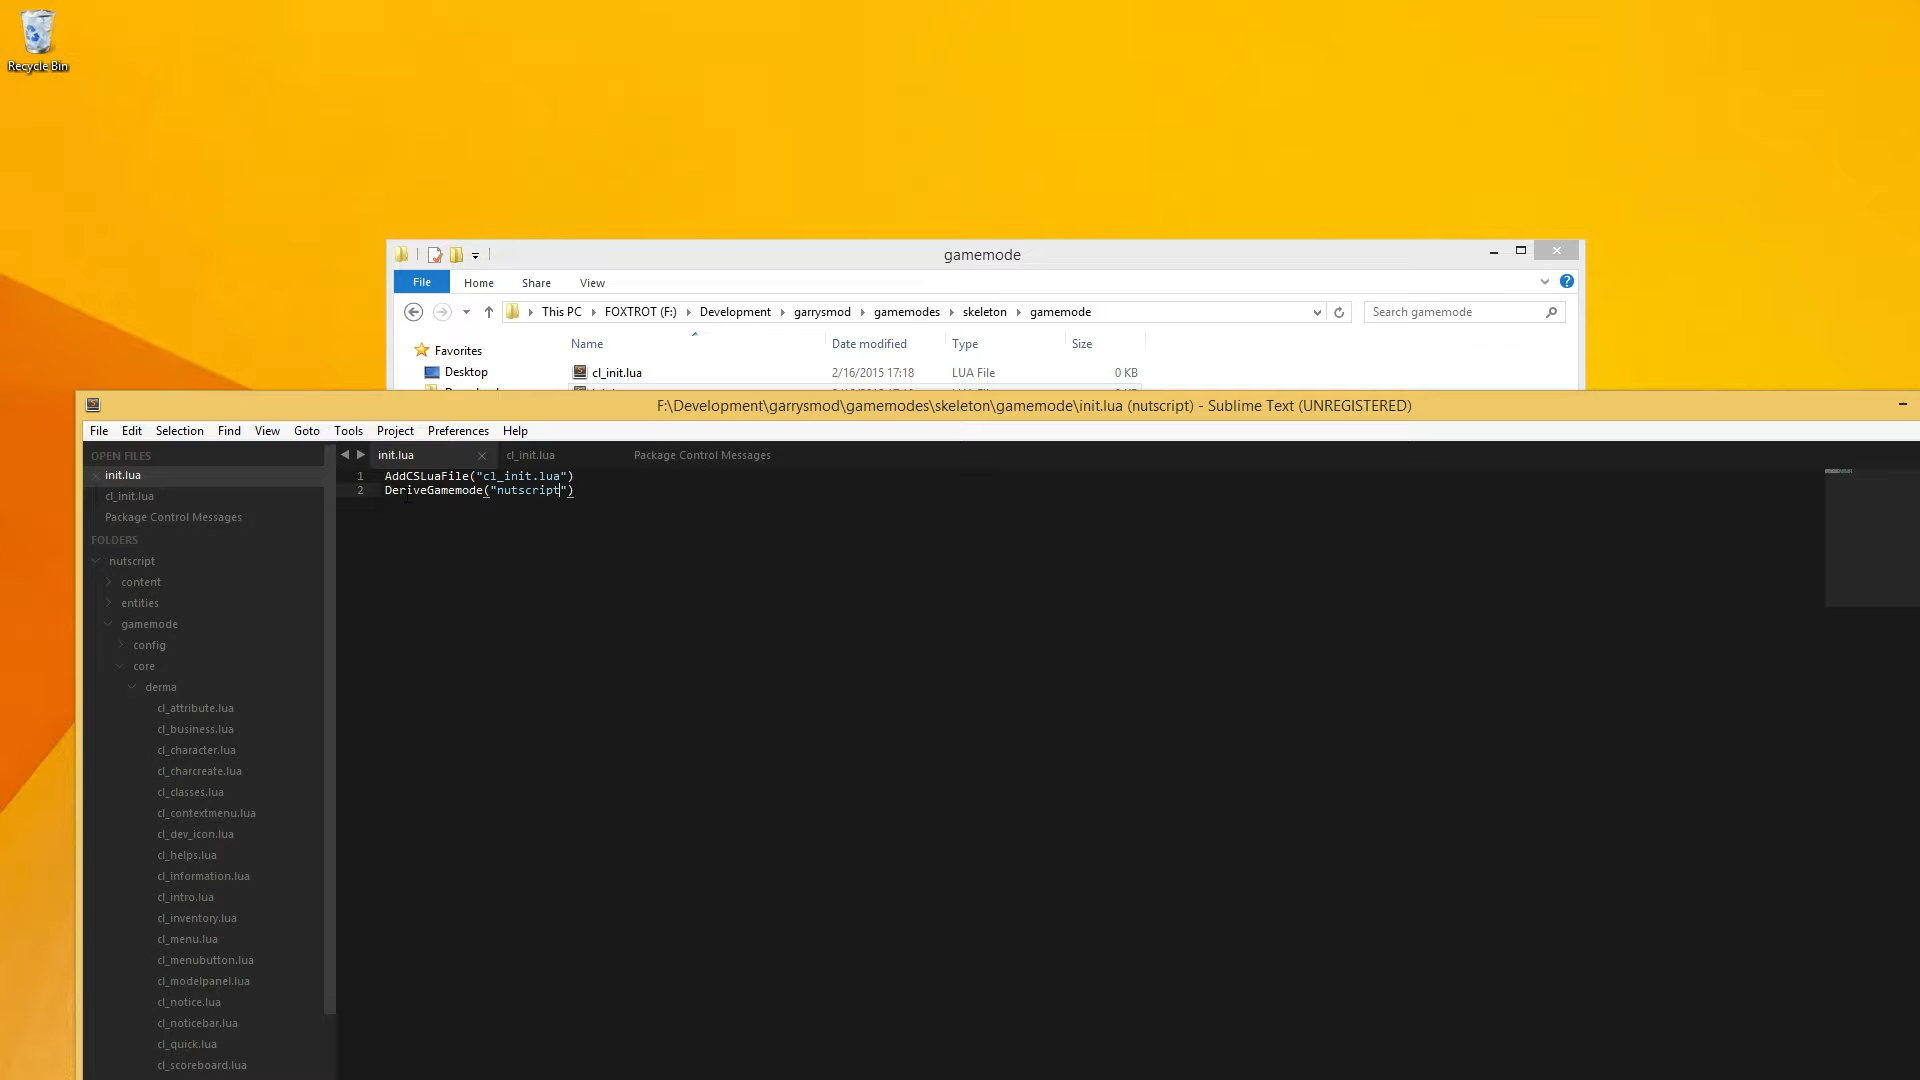 Recycle Bin
gamemode
File Home Share View
This PC FOXTROT (F:) Development garrysmod gamemodes skeleton gamemode
Search gamemode
Name Date modified Type Size
Favorites
Desktop
cl_init.lua 2/16/2015 17:18 LUA File 0 KB
F:\Development\garrysmod\gamemodes\skeleton\gamemode\init.lua (nutscript) - Sublime Text (UNREGISTERED)
File Edit Selection Find View Goto Tools Project Preferences Help
OPEN FILES
init.lua
cl_init.lua
Package Control Messages
FOLDERS
nutscript
content
entities
gamemode
config
core
derma
cl_attribute.lua
cl_business.lua
cl_character.lua
cl_charcreate.lua
cl_classes.lua
cl_contextmenu.lua
cl_dev_icon.lua
cl_helps.lua
cl_information.lua
cl_intro.lua
cl_inventory.lua
cl_menu.lua
cl_menubutton.lua
cl_modelpanel.lua
cl_notice.lua
cl_noticebar.lua
cl_quick.lua
cl_scoreboard.lua
init.lua cl_init.lua Package Control Messages
1 AddCSLuaFile("cl_init.lua")
2 DeriveGamemode("nutscript")